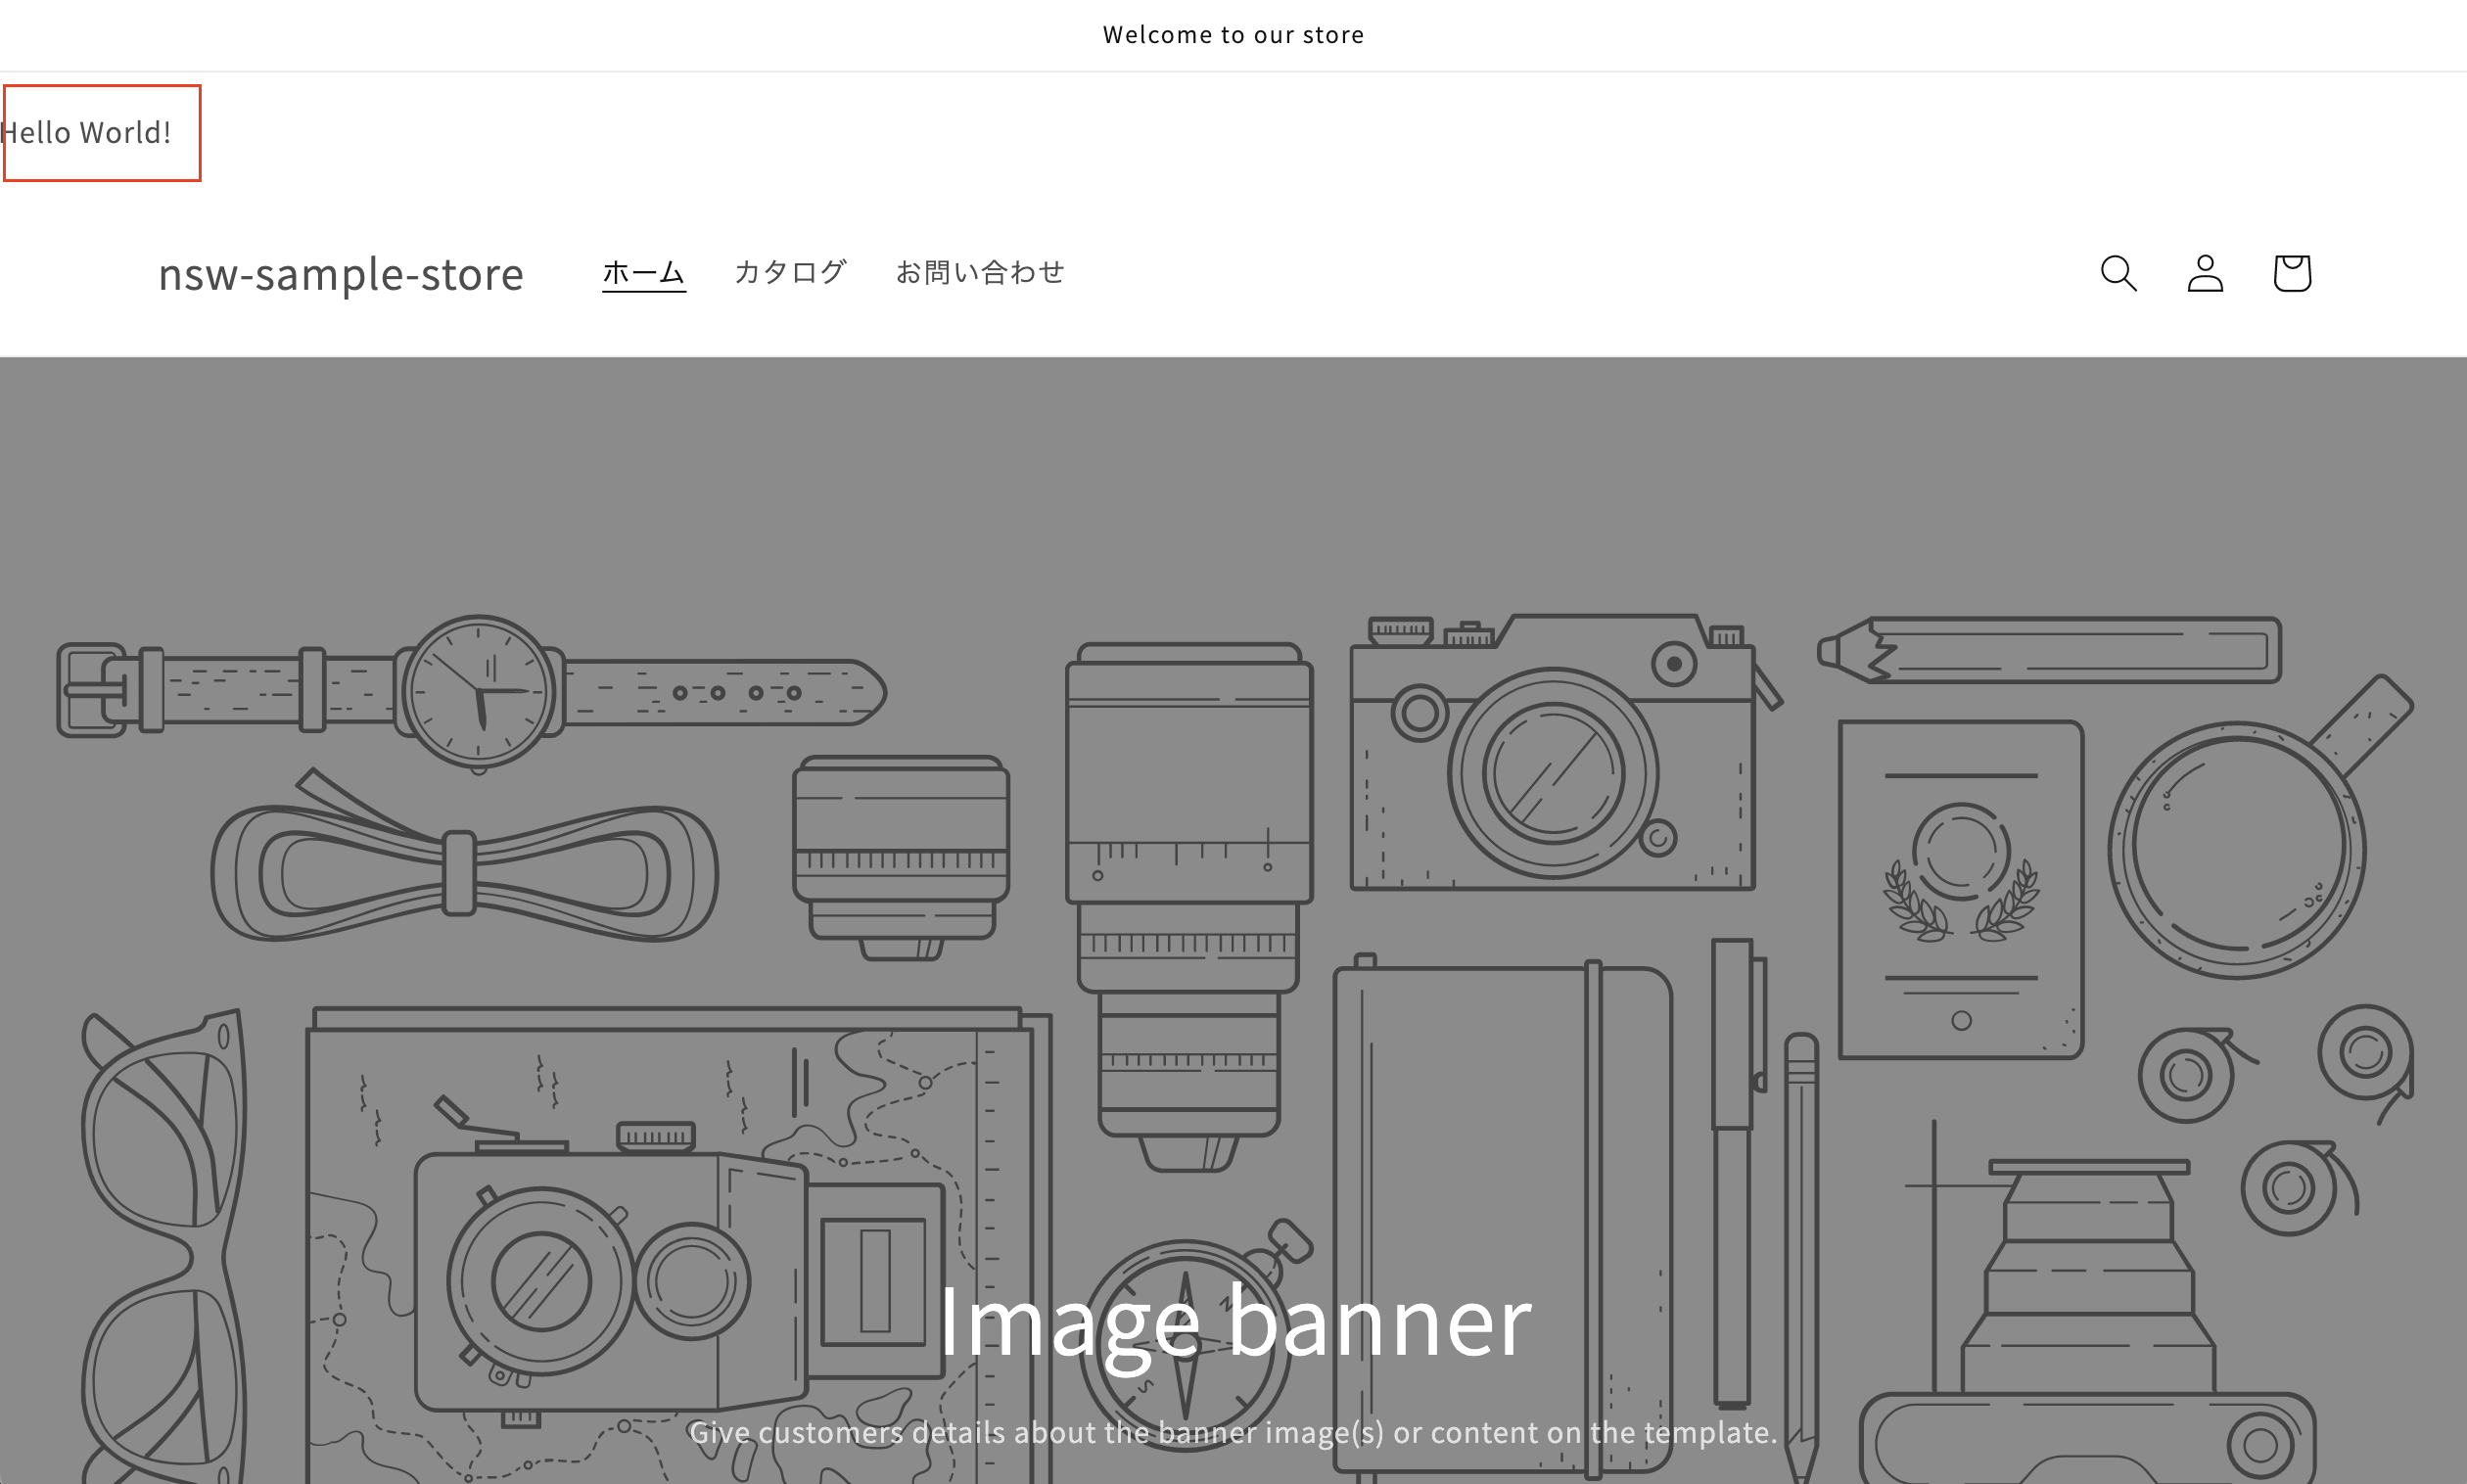 Welcome to our store
Hello World!
nsw-sample-store ホーム カタログ お問い合わせ
Image banner
Give customers details about the banner image(s) or content on the template.